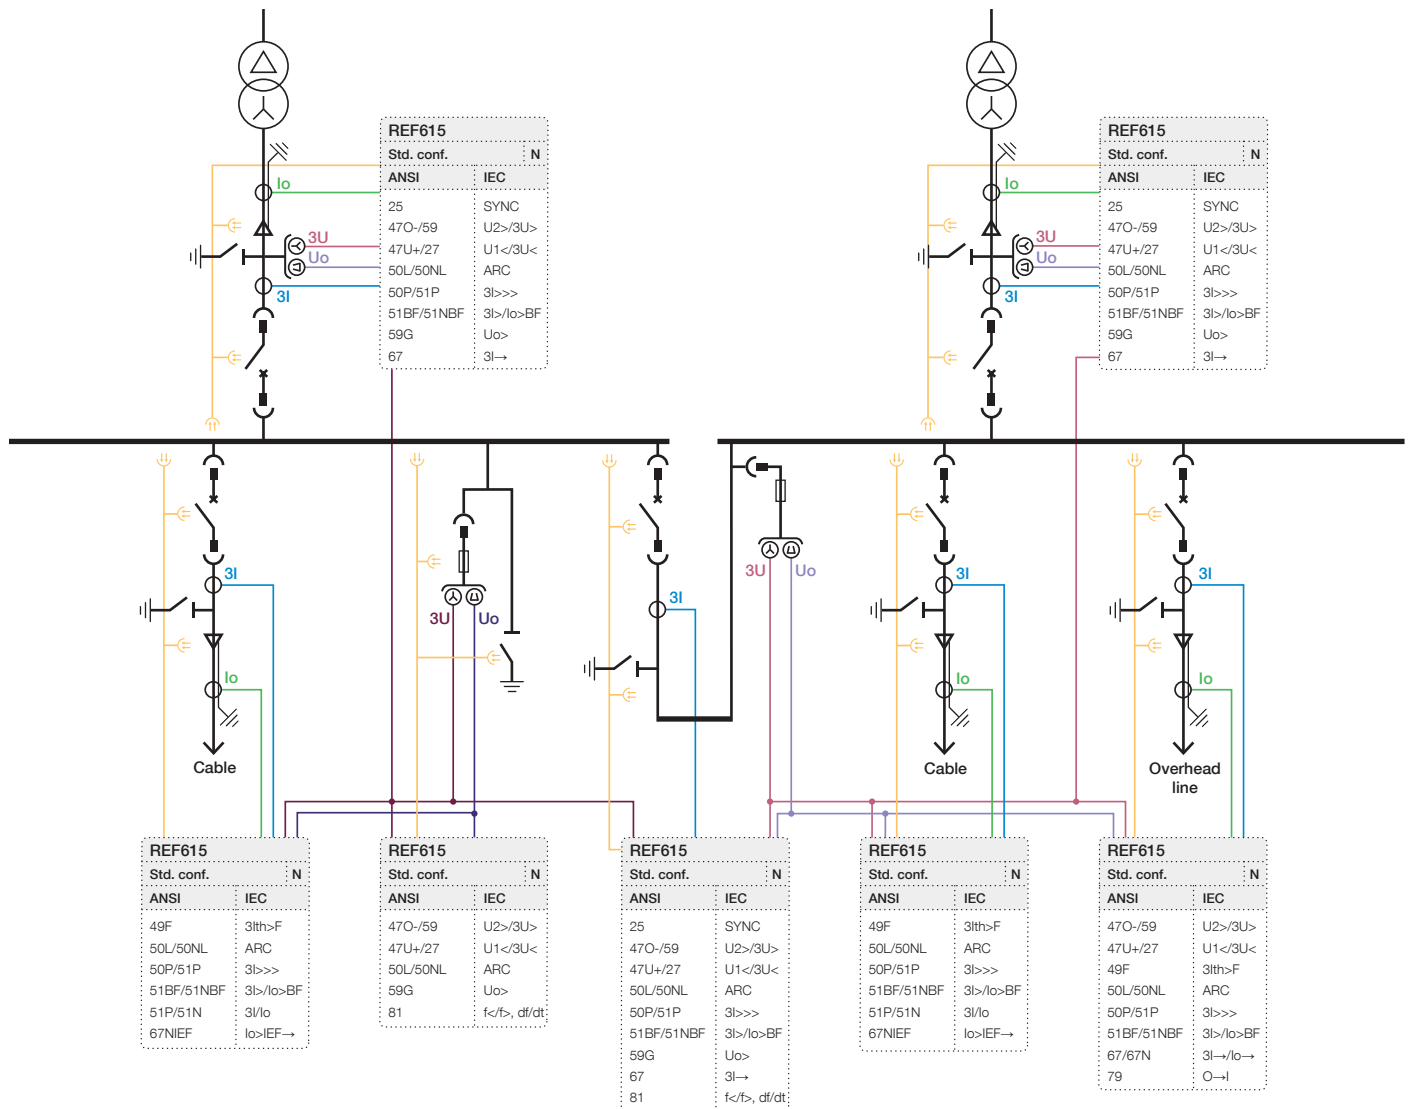 REF615
Std. conf. N
ANSI IEC
25 SYNC
47O-/59 U2>/3U>
47U+/27 U1</3U<
50L/50NL ARC
50P/51P 3I>>>
51BF/51NBF 3I>/Io>BF
59G Uo>
67 3I→
Io
3U
Uo
3I
REF615
Std. conf. N
ANSI IEC
25 SYNC
47O-/59 U2>/3U>
47U+/27 U1</3U<
50L/50NL ARC
50P/51P 3I>>>
51BF/51NBF 3I>/Io>BF
59G Uo>
67 3I→
Io
3U
Uo
3I
3I
Io
Cable
3U Uo
3I
3U Uo
3I
Io
Cable
3I
Io
Overhead
line
REF615
Std. conf. N
ANSI IEC
49F 3Ith>F
50L/50NL ARC
50P/51P 3I>>>
51BF/51NBF 3I>/Io>BF
51P/51N 3I/Io
67NIEF Io>IEF→
REF615
Std. conf. N
ANSI IEC
47O-/59 U2>/3U>
47U+/27 U1</3U<
50L/50NL ARC
59G Uo>
81 f</f>, df/dt
REF615
Std. conf. N
ANSI IEC
25 SYNC
47O-/59 U2>/3U>
47U+/27 U1</3U<
50L/50NL ARC
50P/51P 3I>>>
51BF/51NBF 3I>/Io>BF
59G Uo>
67 3I→
81 f</f>, df/dt
REF615
Std. conf. N
ANSI IEC
49F 3Ith>F
50L/50NL ARC
50P/51P 3I>>>
51BF/51NBF 3I>/Io>BF
51P/51N 3I/Io
67NIEF Io>IEF→
REF615
Std. conf. N
ANSI IEC
47O-/59 U2>/3U>
47U+/27 U1</3U<
49F 3Ith>F
50L/50NL ARC
50P/51P 3I>>>
51BF/51NBF 3I>/Io>BF
67/67N 3I→/Io→
79 O→I